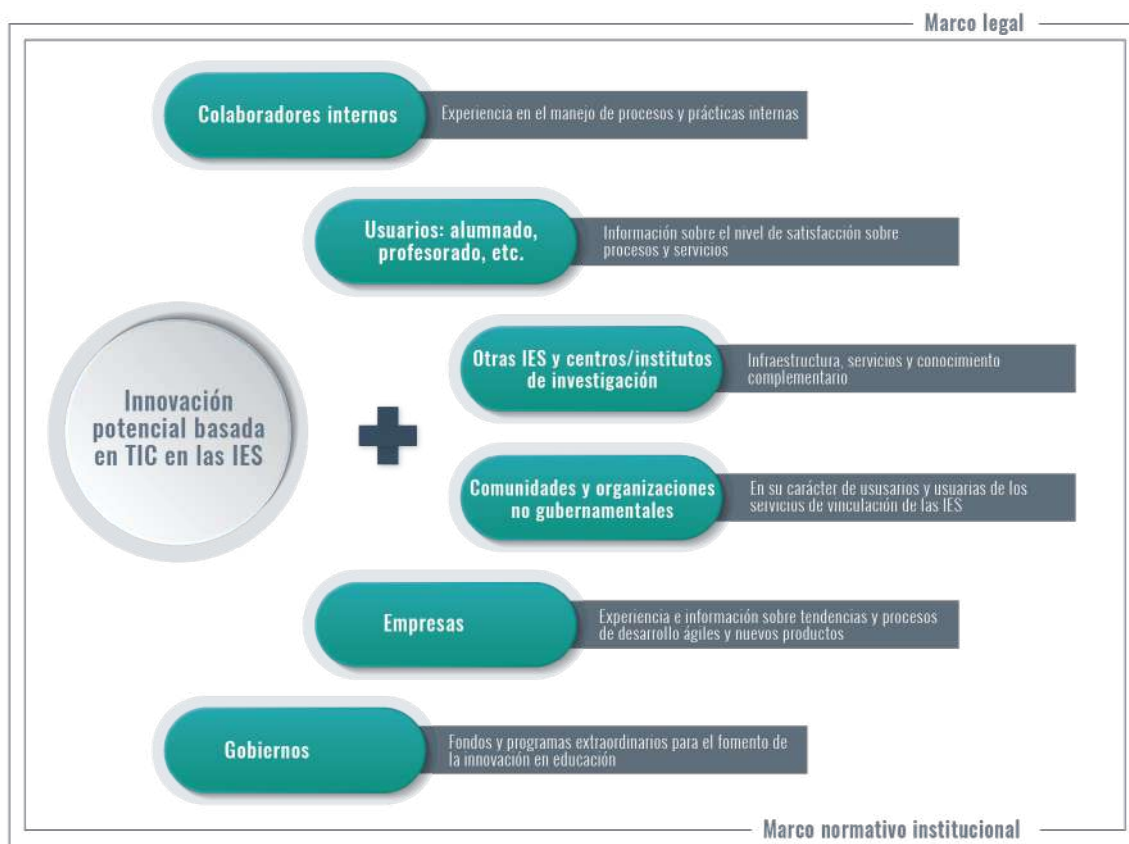 Marco legal
Colaboradores internos
Experiencia en el manejo de procesos y prácticas internas
Usuarios: alumnado,
profesorado, etc.
Información sobre el nivel de satisfacción sobre
procesos y servicios
Innovación
potencial basada
en TIC en las IES
Otras IES y centros/institutos
de investigación
Infraestructura, servicios y conocimiento
complementario
Comunidades y organizaciones
no gubernamentales
En su carácter de ususarios y usuarias de los
servicios de vinculación de las IES
Empresas
Experiencia e información sobre tendencias y procesos
de desarrollo ágiles y nuevos productos
Gobiernos
Fondos y programas extraordinarios para el fomento de
la innovación en educación
Marco normativo institucional